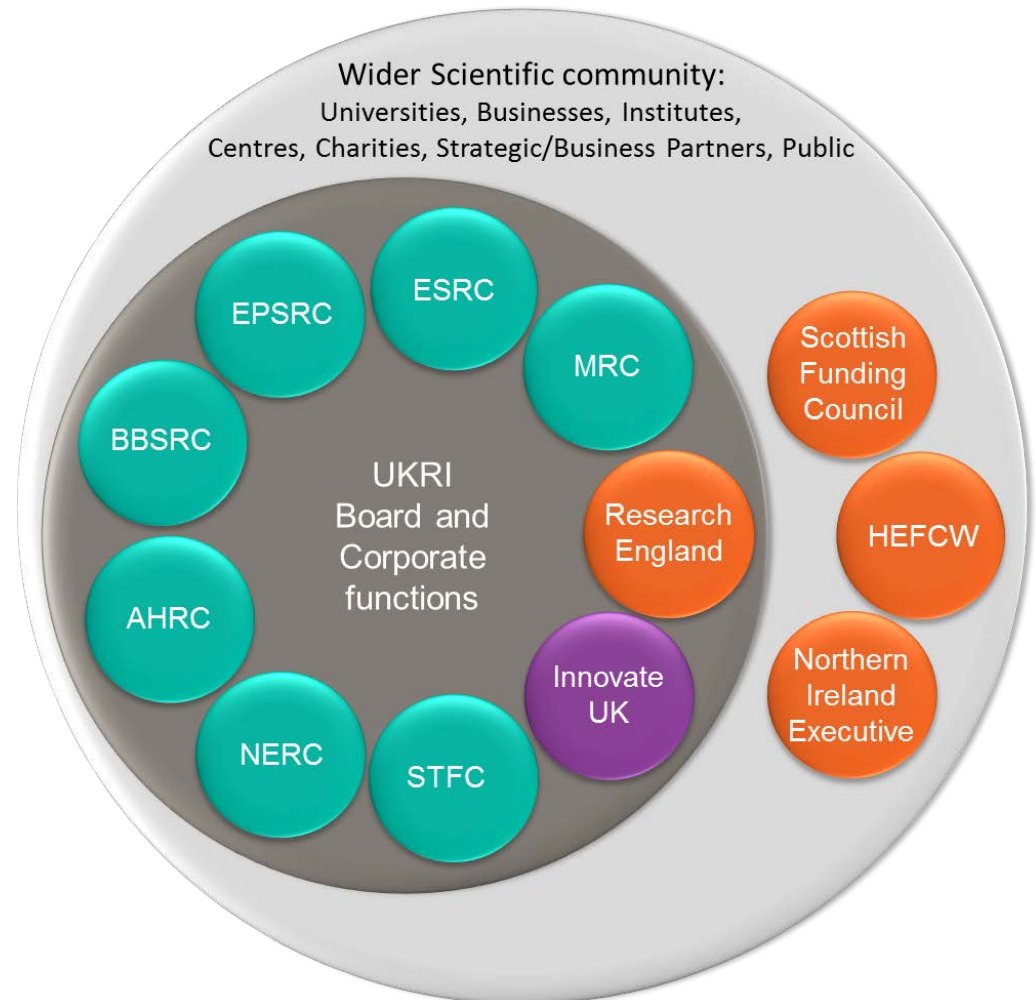 Wider Scientific community:
Universities, Businesses, Institutes,
Centres, Charities, Strategic/Business Partners, Public
ESRC
EPSRC
MRC
BBSRC
UKRI
Board and
Corporate
functions
Research
England
AHRC
Innovate
UK
NERC
STFC
Scottish
Funding
Council
HEFCW
Northern
Ireland
Executive